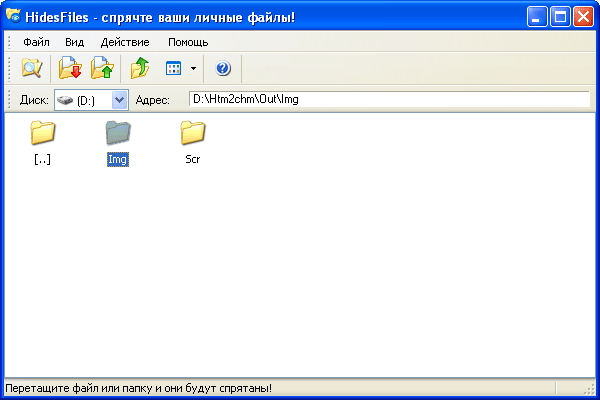 HidesFiles - спрячте ваши личные файлы!
Файл Вид Действие Помощь
Диск: (D:) Адрес: D:\Htm2chm\Out\Img
[..] Img Scr
Перетащите файл или папку и они будут спрятаны!